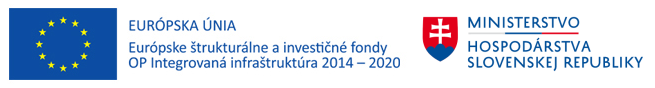 EURÓPSKA ÚNIA
Európske štrukturálne a investičné fondy
OP Integrovaná infraštruktúra 2014 – 2020
MINISTERSTVO
HOSPODÁRSTVA
SLOVENSKEJ REPUBLIKY